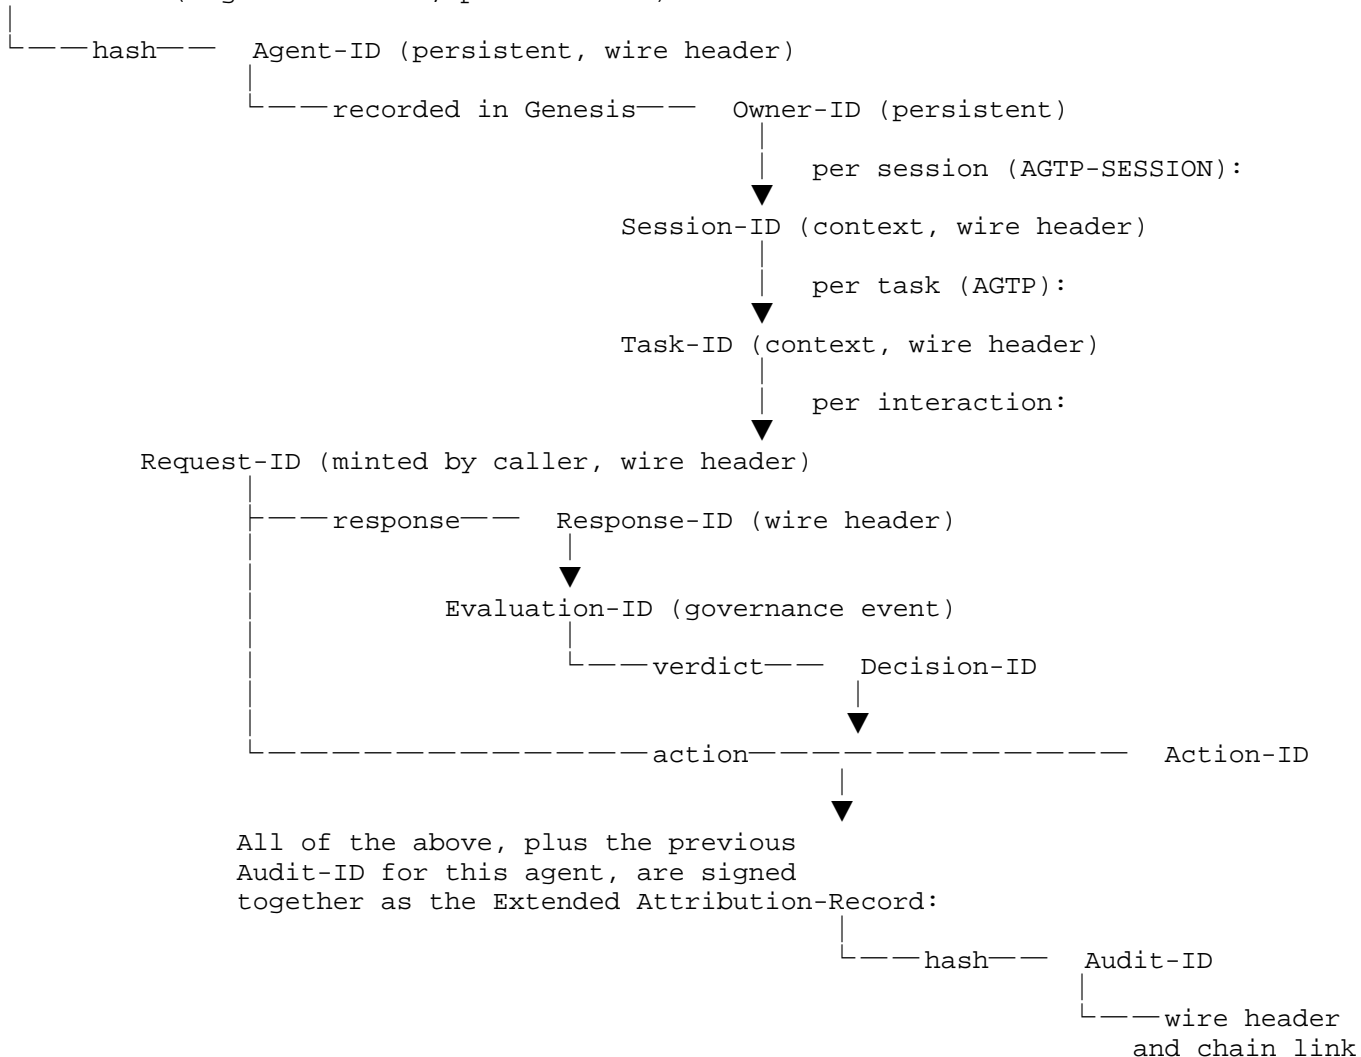 hash Agent-ID (persistent, wire header)
recorded in Genesis Owner-ID (persistent)
per session (AGTP-SESSION):
Session-ID (context, wire header)
per task (AGTP):
Task-ID (context, wire header)
per interaction:
Request-ID (minted by caller, wire header)
response Response-ID (wire header)
Evaluation-ID (governance event)
verdict Decision-ID
action Action-ID
All of the above, plus the previous
Audit-ID for this agent, are signed
together as the Extended Attribution-Record:
hash Audit-ID
wire header
and chain link